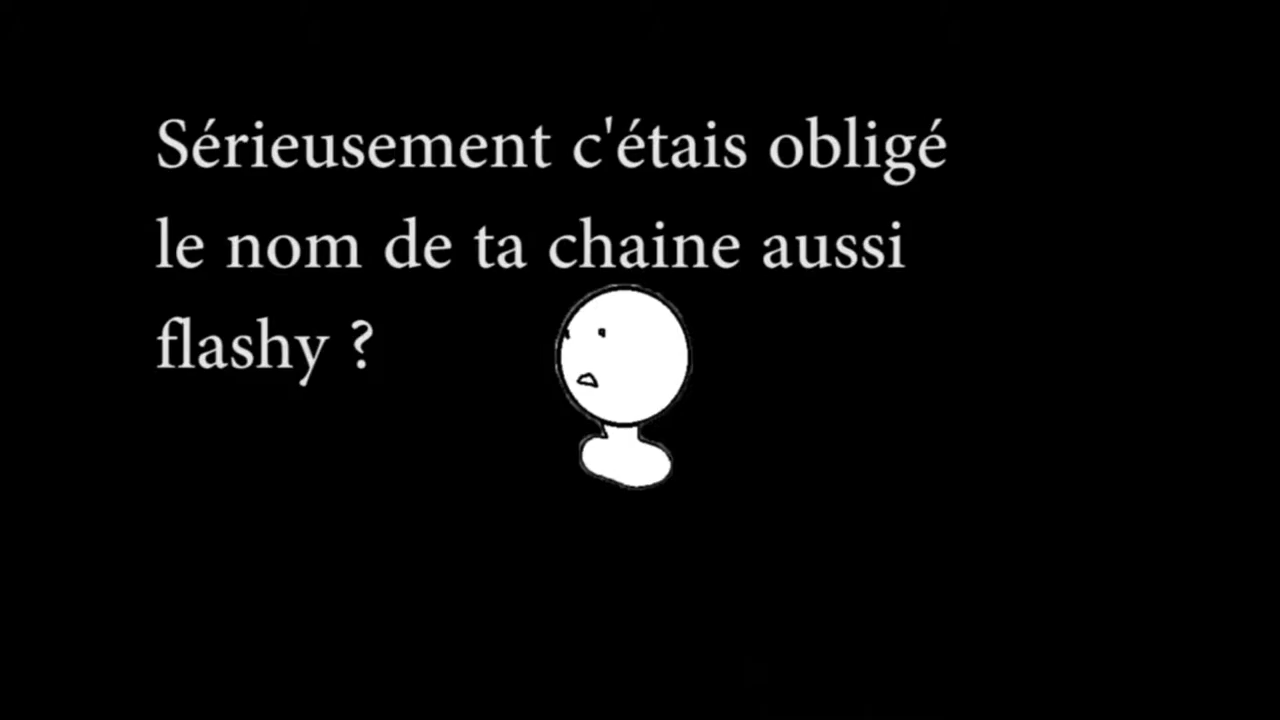 Sérieusement c'étais obligé
le nom de ta chaine aussi
flashy ?